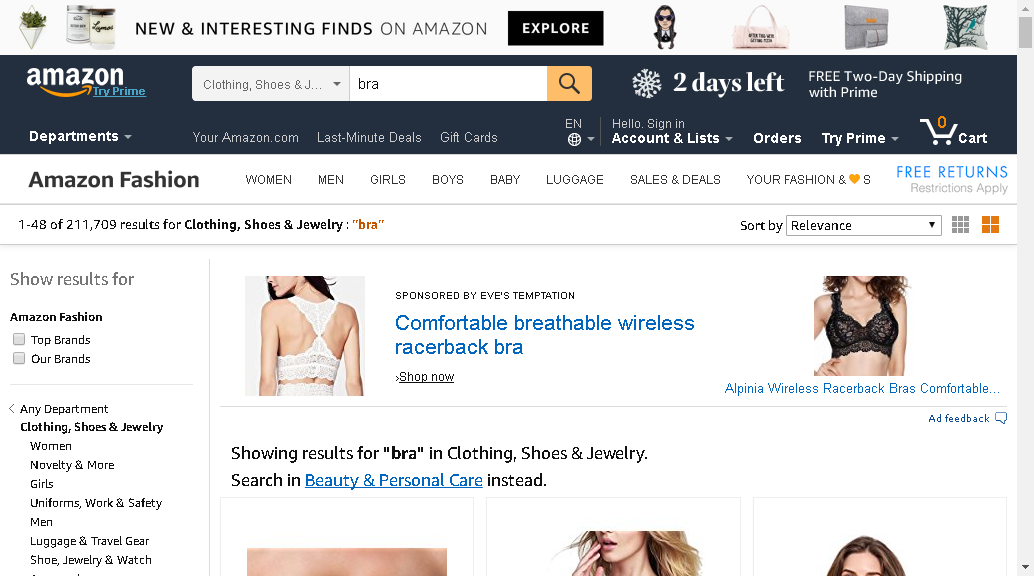 NEW & INTERESTING FINDS ON AMAZON
EXPLORE
amazon
Try Prime
Clothing, Shoes & J...
bra
2 days left
FREE Two-Day Shipping
with Prime
Departments
Your Amazon.com
Last-Minute Deals
Gift Cards
EN
Hello. Sign in
Account & Lists
Orders
Try Prime
0
Cart
Amazon Fashion
WOMEN
MEN
GIRLS
BOYS
BABY
LUGGAGE
SALES & DEALS
YOUR FASHION & 🧡 S
FREE RETURNS
Restrictions Apply
1-48 of 211,709 results for Clothing, Shoes & Jewelry : "bra"
Sort by
Relevance
Show results for
Amazon Fashion
Top Brands
Our Brands
Any Department
Clothing, Shoes & Jewelry
Women
Novelty & More
Girls
Uniforms, Work & Safety
Men
Luggage & Travel Gear
Shoe, Jewelry & Watch
SPONSORED BY EVE'S TEMPTATION
Comfortable breathable wireless
racerback bra
›Shop now
Alpinia Wireless Racerback Bras Comfortable...
Ad feedback
Showing results for "bra" in Clothing, Shoes & Jewelry.
Search in Beauty & Personal Care instead.